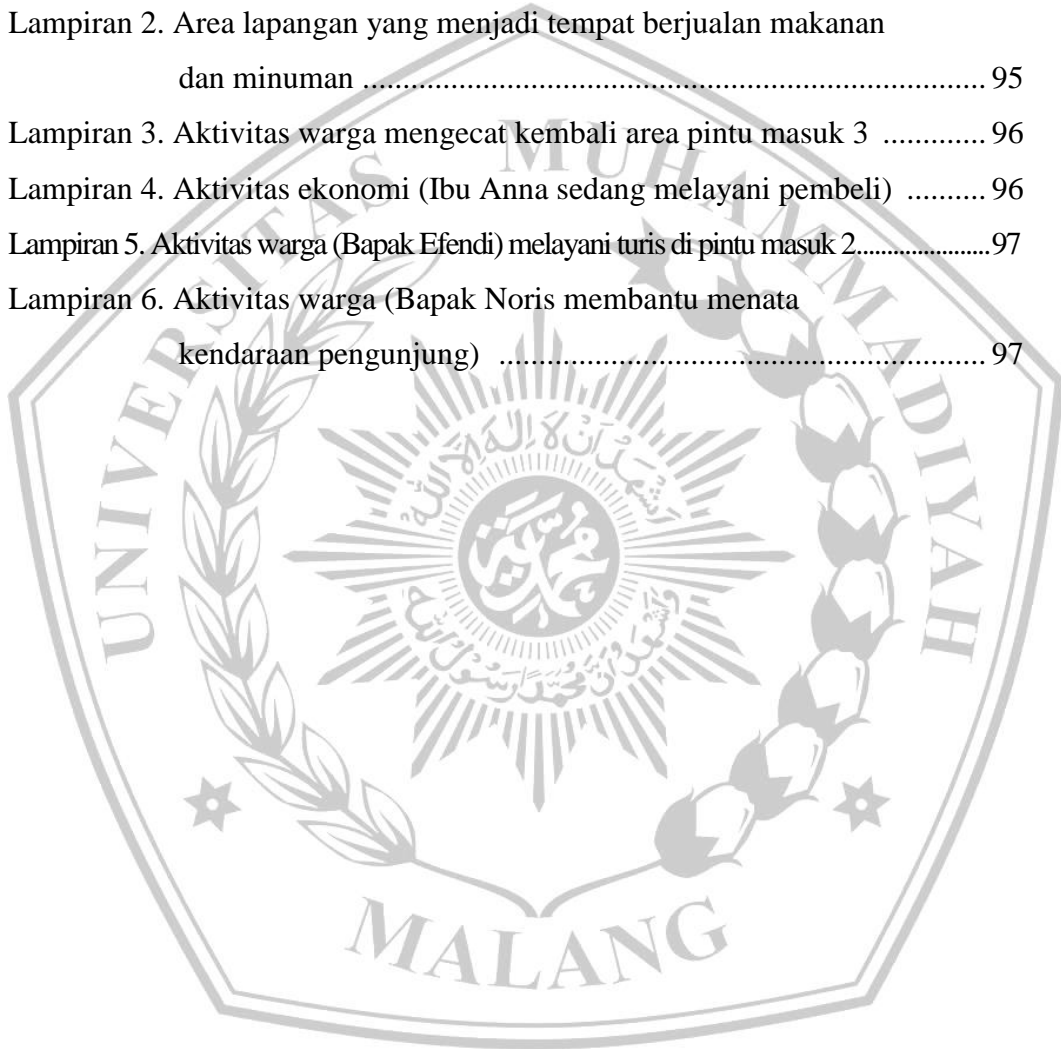 Lampiran 2. Area lapangan yang menjadi tempat berjualan makanan
dan minuman ............................................................................. 95
Lampiran 3. Aktivitas warga mengecat kembali area pintu masuk 3 ............. 96
Lampiran 4. Aktivitas ekonomi (Ibu Anna sedang melayani pembeli) .......... 96
Lampiran 5. Aktivitas warga (Bapak Efendi) melayani turis di pintu masuk 2......................97
Lampiran 6. Aktivitas warga (Bapak Noris membantu menata
kendaraan pengunjung) ............................................................ 97
UNIVERSITAS MUHAMMADIYAH
MALANG